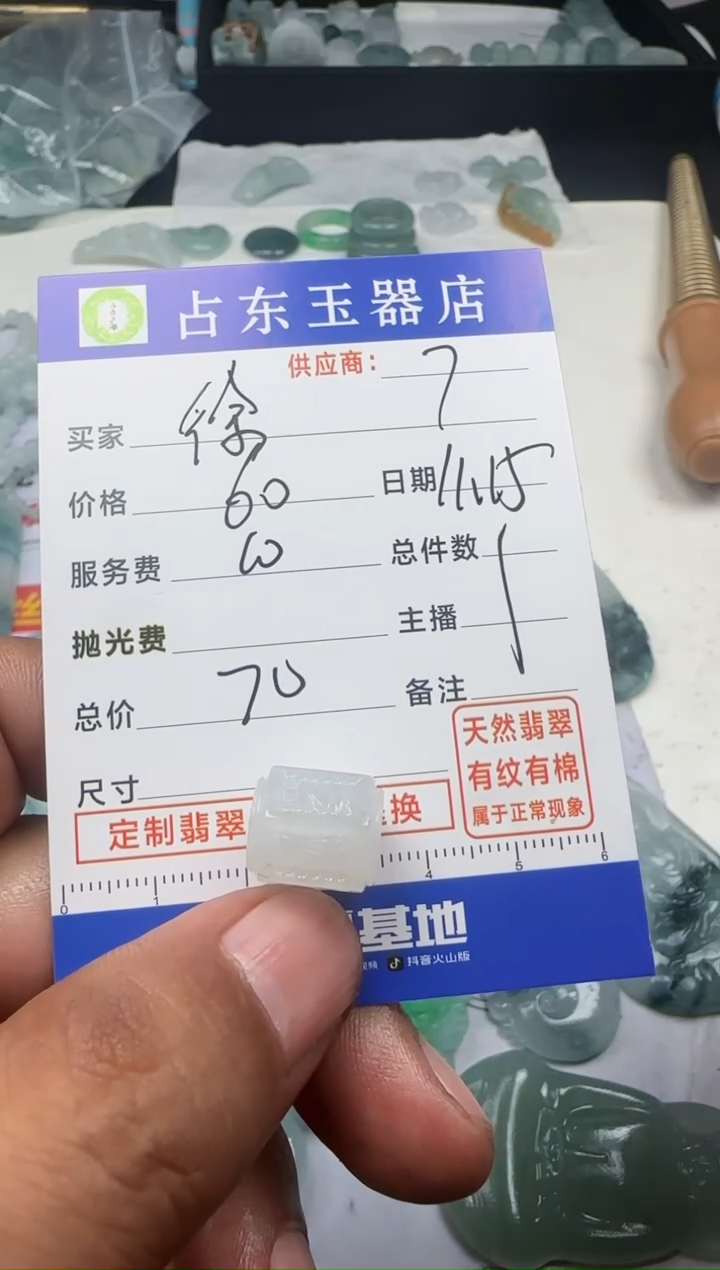 占东玉器店
供应商: 7
买家 徐
价格 60 日期 11.15
服务费 10 总件数 1
抛光费 主播
总价 70 备注
尺寸
天然翡翠
有纹有棉
属于正常现象
定制翡翠 换
0 1 4 5 6
基地
频 抖音火山版